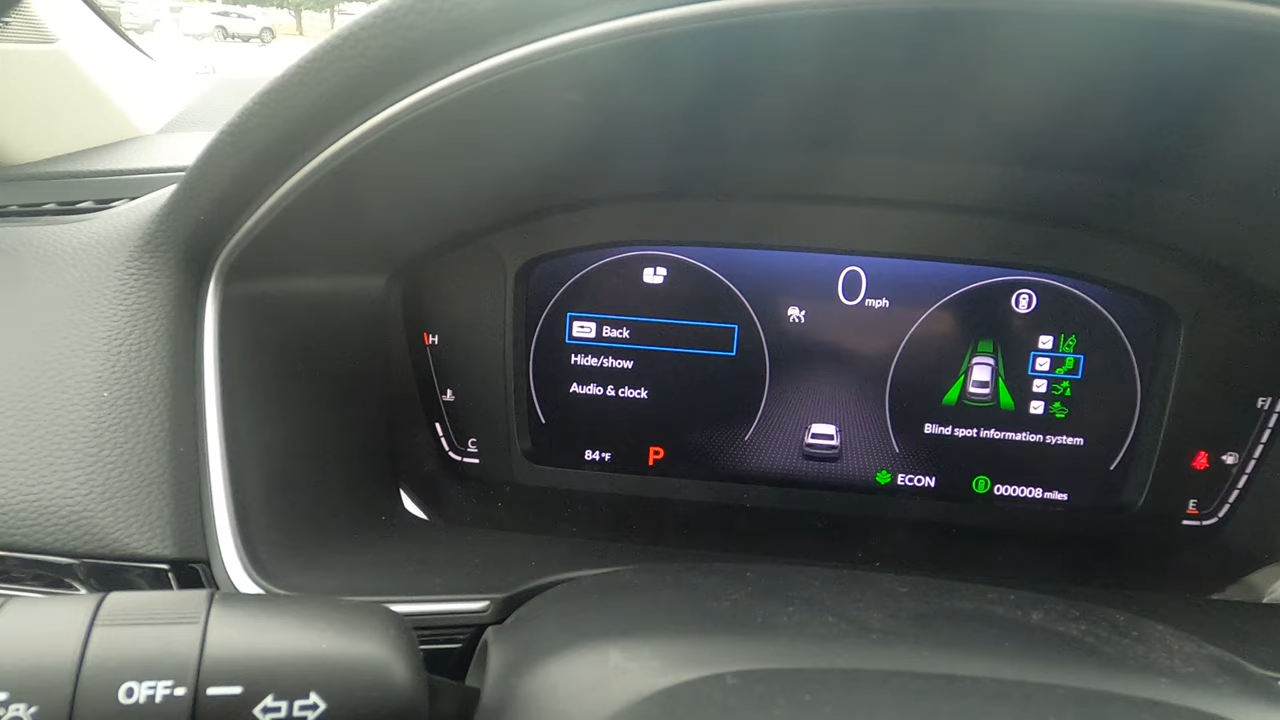 0 mph
Back
Hide/show
Audio & clock
84°F
P
Blind spot information system
ECON
000008 miles
H
C
F
E
OFF